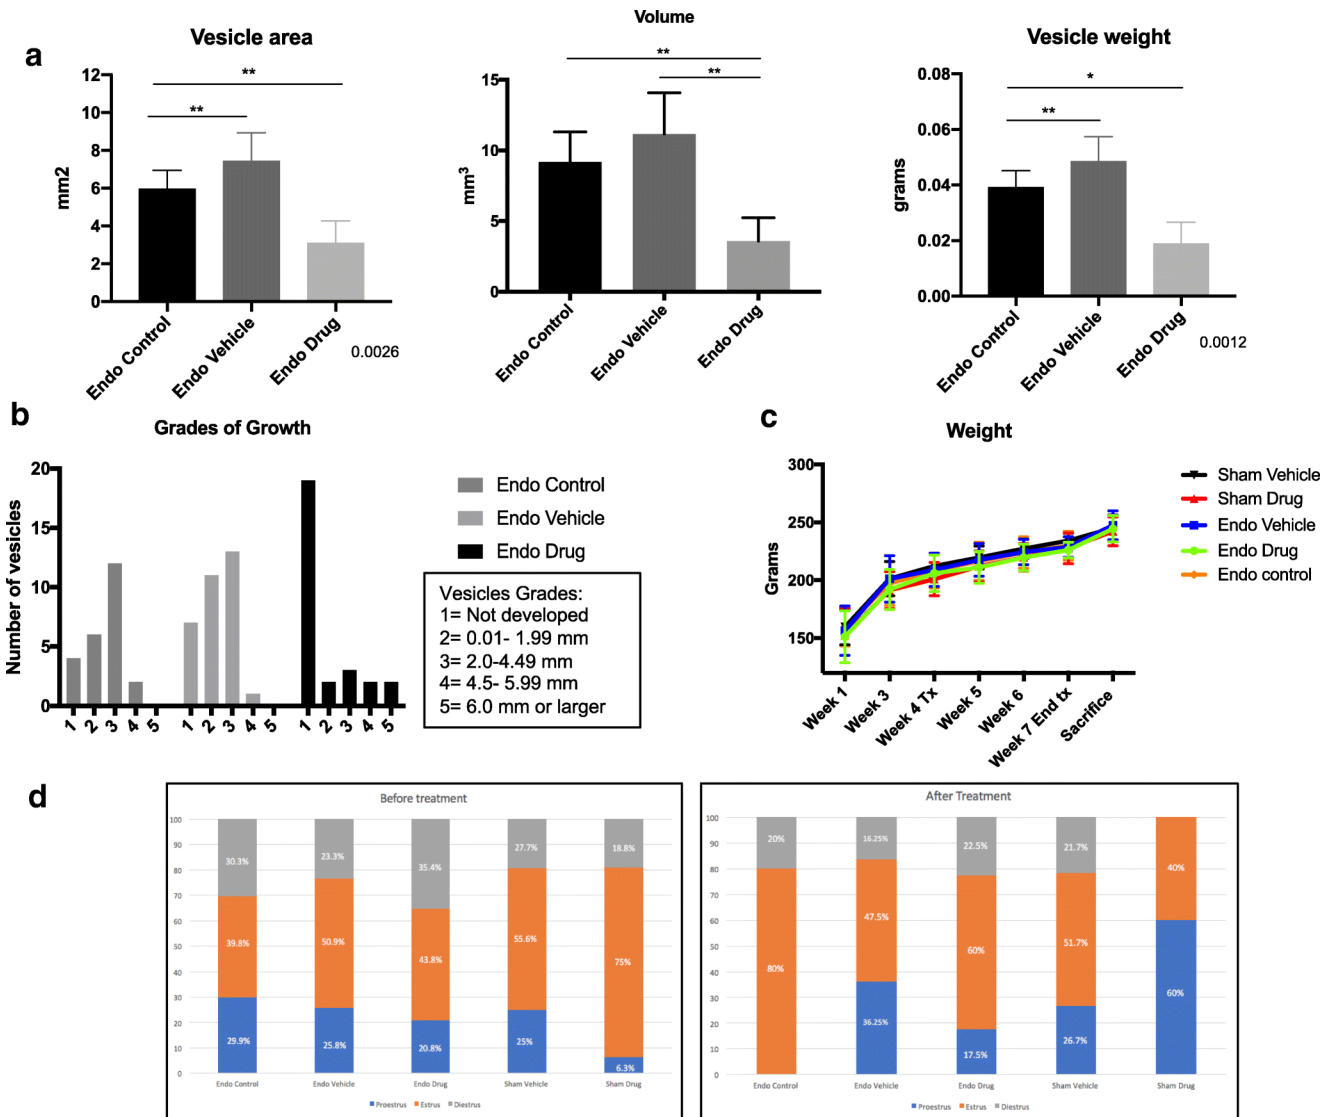 a
Vesicle area
mm2
12
10
8
6
4
2
0
**
**
Endo Control
Endo Vehicle
Endo Drug
0.0026
Volume
mm³
15
10
5
0
**
**
Endo Control
Endo Vehicle
Endo Drug
Vesicle weight
grams
0.08
0.06
0.04
0.02
0.00
*
**
Endo Control
Endo Vehicle
Endo Drug
0.0012
b
Grades of Growth
Number of vesicles
20
15
10
5
0
1 2 3 4 5 1 2 3 4 5 1 2 3 4 5
Endo Control
Endo Vehicle
Endo Drug
Vesicles Grades:
1= Not developed
2= 0.01- 1.99 mm
3= 2.0-4.49 mm
4= 4.5- 5.99 mm
5= 6.0 mm or larger
c
Weight
Grams
300
250
200
150
Week 1
Week 3
Week 4 Tx
Week 5
Week 6
Week 7 End tx
Sacrifice
Sham Vehicle
Sham Drug
Endo Vehicle
Endo Drug
Endo control
d
Before treatment
100
90
80
70
60
50
40
30
20
10
0
30.3%
39.8%
29.9%
23.3%
50.9%
25.8%
35.4%
43.8%
20.8%
27.7%
55.6%
25%
18.8%
75%
6.3%
Endo Control Endo Vehicle Endo Drug Sham Vehicle Sham Drug
Proestrus Estrus Diestrus
After Treatment
100
90
80
70
60
50
40
30
20
10
0
20%
80%
16.25%
47.5%
36.25%
22.5%
60%
17.5%
21.7%
51.7%
26.7%
40%
60%
Endo Control Endo Vehicle Endo Drug Sham Vehicle Sham Drug
Proestrus Estrus Diestrus